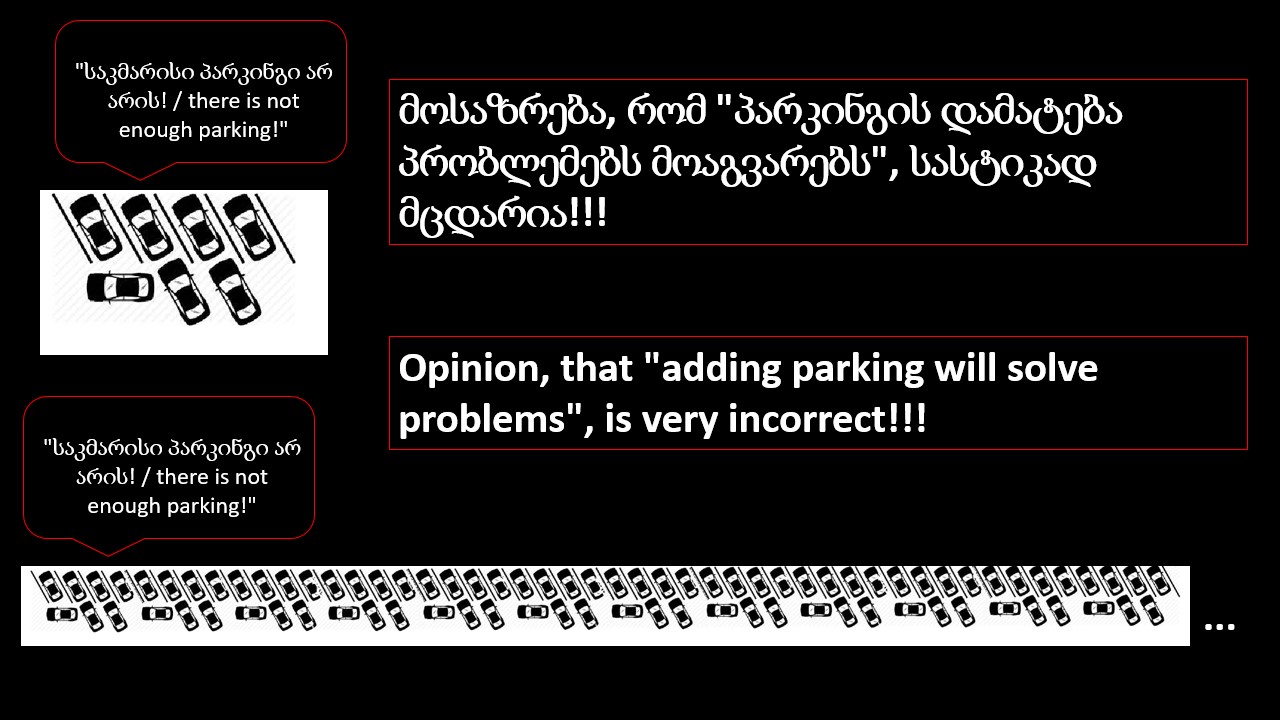 "საკმარისი პარკინგი არ
არის! / there is not
enough parking!"
მოსაზრება, რომ "პარკინგის დამატება
პრობლემებს მოაგვარებს", სასტიკად
მცდარია!!!
Opinion, that "adding parking will solve
problems", is very incorrect!!!
"საკმარისი პარკინგი არ
არის! / there is not
enough parking!"
...